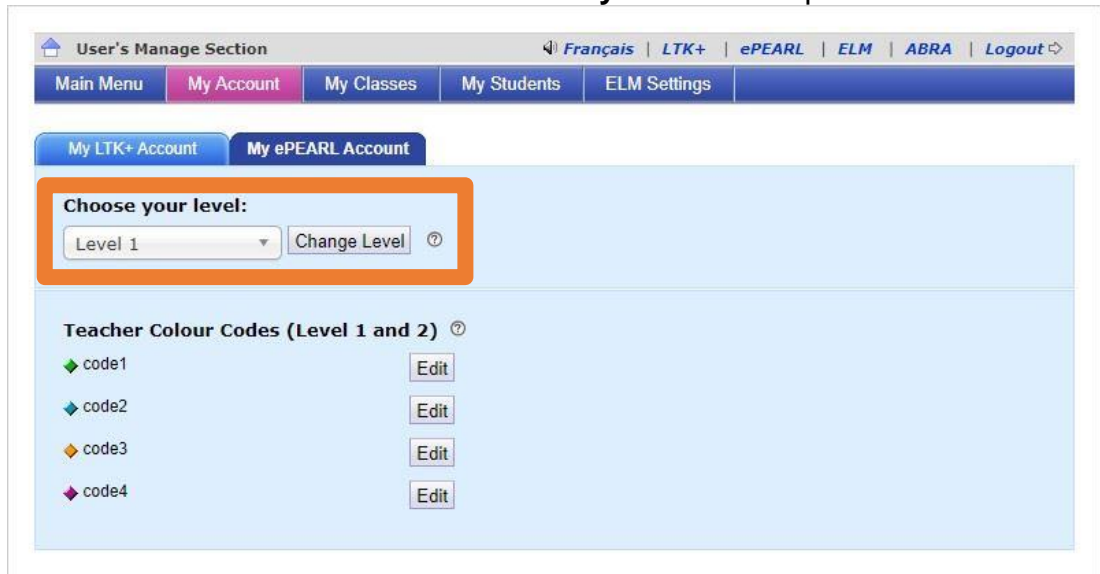 User's Manage Section Français | LTK+ | ePEARL | ELM | ABRA | Logout
Main Menu My Account My Classes My Students ELM Settings
My LTK+ Account My ePEARL Account
Choose your level:
Level 1 Change Level ?
Teacher Colour Codes (Level 1 and 2) ?
code1 Edit
code2 Edit
code3 Edit
code4 Edit